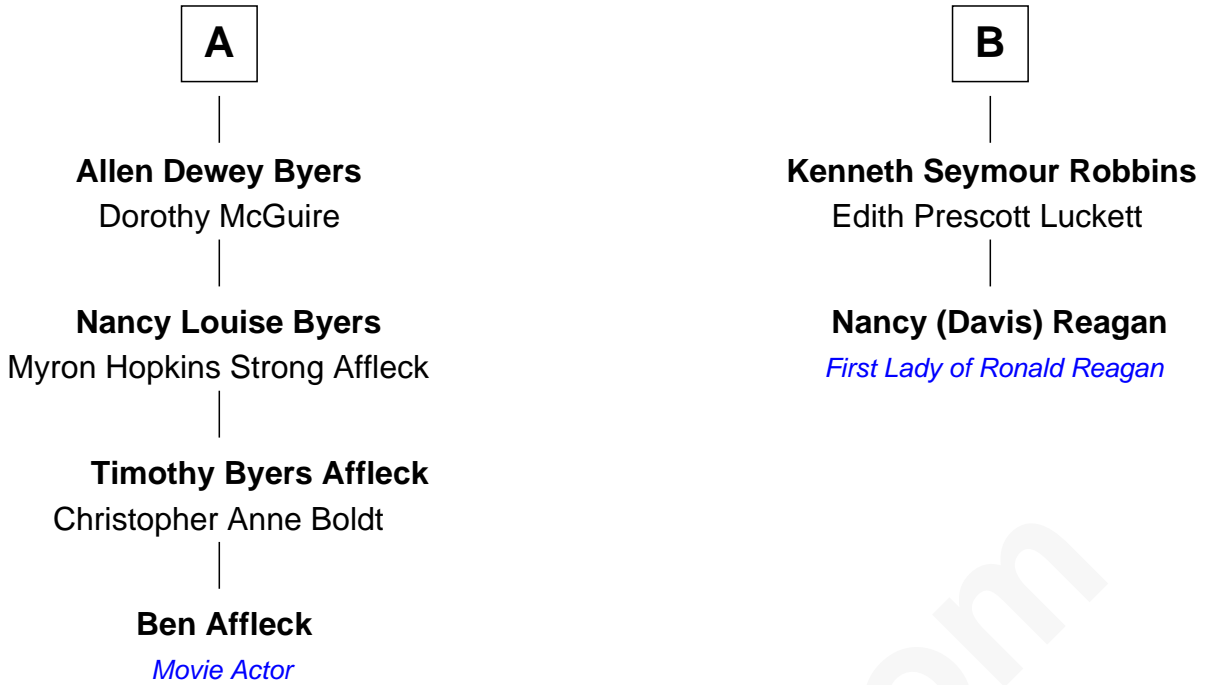 A
Allen Dewey Byers
Dorothy McGuire
Nancy Louise Byers
Myron Hopkins Strong Affleck
Timothy Byers Affleck
Christopher Anne Boldt
Ben Affleck
Movie Actor
B
Kenneth Seymour Robbins
Edith Prescott Luckett
Nancy (Davis) Reagan
First Lady of Ronald Reagan
om